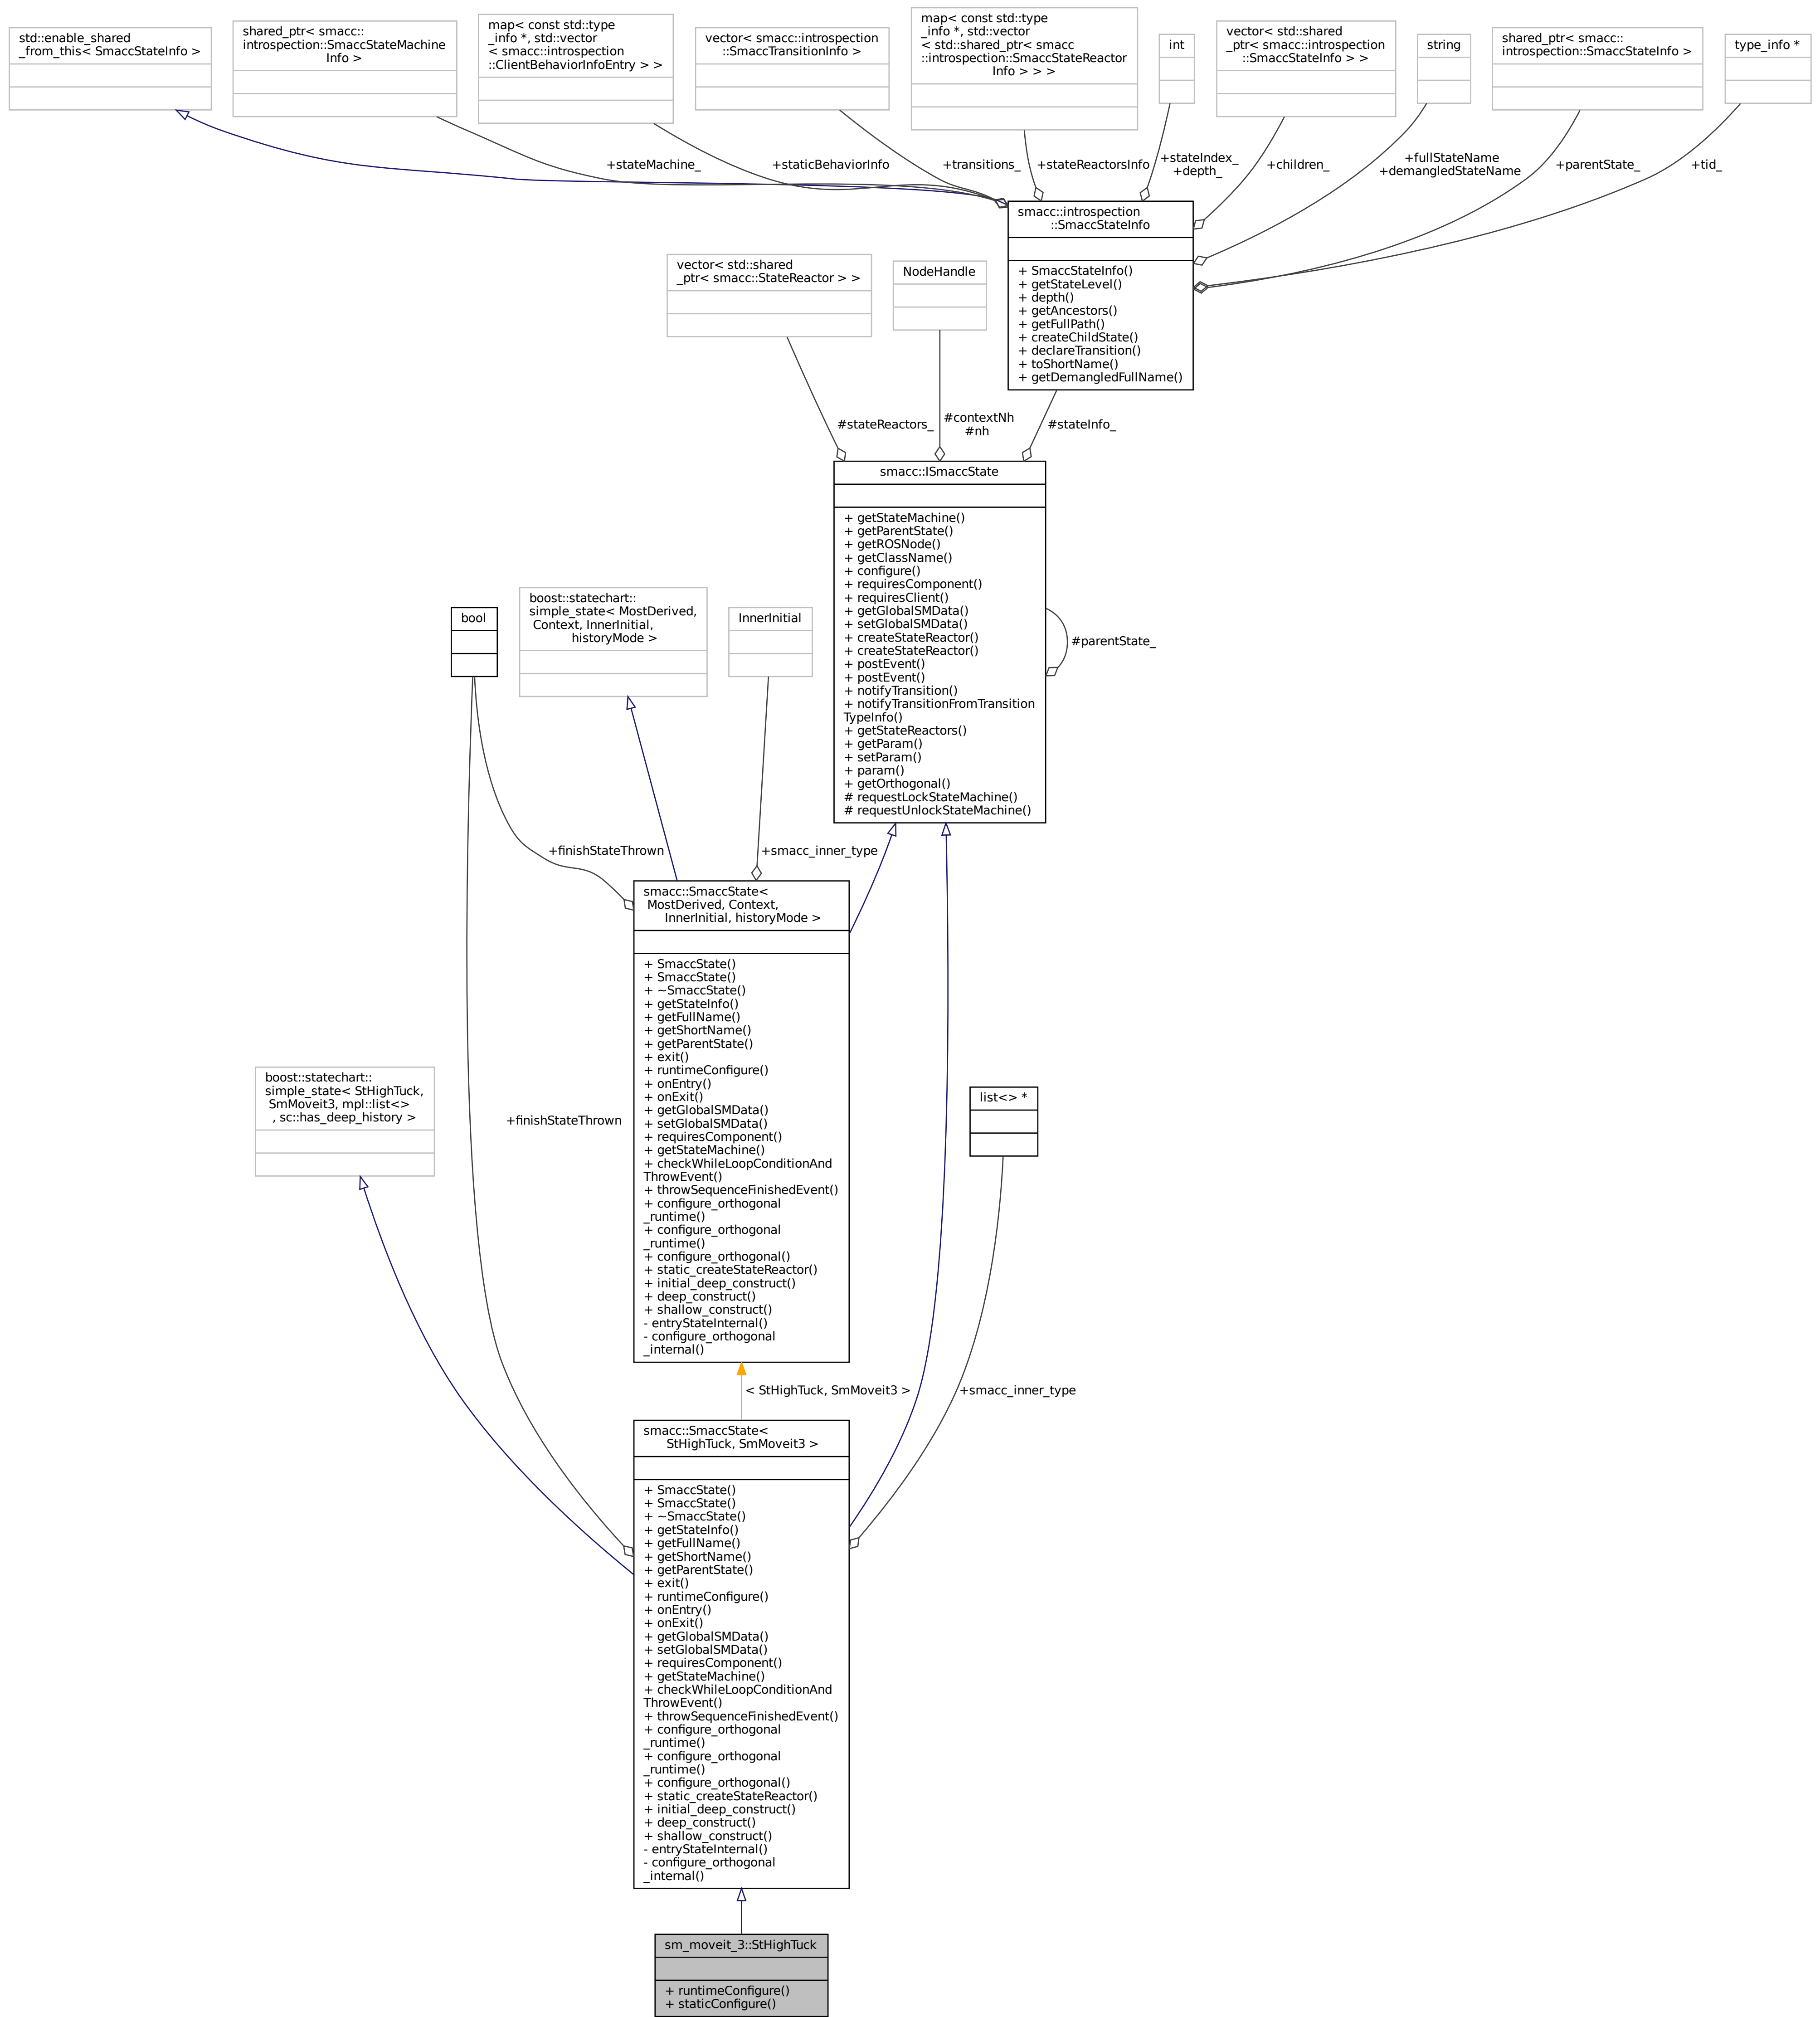 std::enable_shared
_from_this< SmaccStateInfo >
shared_ptr< smacc::
introspection::SmaccStateMachine
Info >
map< const std::type
_info *, std::vector
< smacc::introspection
::ClientBehaviorInfoEntry > >
vector< smacc::introspection
::SmaccTransitionInfo >
map< const std::type
_info *, std::vector
< std::shared_ptr< smacc
::introspection::SmaccStateReactor
Info > > >
int
vector< std::shared
_ptr< smacc::introspection
::SmaccStateInfo > >
string
shared_ptr< smacc::
introspection::SmaccStateInfo >
type_info *
+stateMachine_
+staticBehaviorInfo
+transitions_
+stateReactorsInfo
+stateIndex_
+depth_
+children_
+fullStateName
+demangledStateName
+parentState_
+tid_
smacc::introspection
::SmaccStateInfo
+ SmaccStateInfo()
+ getStateLevel()
+ depth()
+ getAncestors()
+ getFullPath()
+ createChildState()
+ declareTransition()
+ toShortName()
+ getDemangledFullName()
vector< std::shared
_ptr< smacc::StateReactor > >
NodeHandle
#stateReactors_
#contextNh
#nh
#stateInfo_
smacc::ISmaccState
+ getStateMachine()
+ getParentState()
+ getROSNode()
+ getClassName()
+ configure()
+ requiresComponent()
+ requiresClient()
+ getGlobalSMData()
+ setGlobalSMData()
+ createStateReactor()
+ createStateReactor()
+ postEvent()
+ postEvent()
+ notifyTransition()
+ notifyTransitionFromTransition
TypeInfo()
+ getStateReactors()
+ getParam()
+ setParam()
+ param()
+ getOrthogonal()
# requestLockStateMachine()
# requestUnlockStateMachine()
#parentState_
bool
boost::statechart::
simple_state< MostDerived,
Context, InnerInitial,
historyMode >
InnerInitial
+finishStateThrown
+smacc_inner_type
smacc::SmaccState<
MostDerived, Context,
InnerInitial, historyMode >
+ SmaccState()
+ SmaccState()
+ ~SmaccState()
+ getStateInfo()
+ getFullName()
+ getShortName()
+ getParentState()
+ exit()
+ runtimeConfigure()
+ onEntry()
+ onExit()
+ getGlobalSMData()
+ setGlobalSMData()
+ requiresComponent()
+ getStateMachine()
+ checkWhileLoopConditionAnd
ThrowEvent()
+ throwSequenceFinishedEvent()
+ configure_orthogonal
_runtime()
+ configure_orthogonal
_runtime()
+ configure_orthogonal()
+ static_createStateReactor()
+ initial_deep_construct()
+ deep_construct()
+ shallow_construct()
- entryStateInternal()
- configure_orthogonal
_internal()
boost::statechart::
simple_state< StHighTuck,
SmMoveit3, mpl::list<>
, sc::has_deep_history >
+finishStateThrown
list<> *
< StHighTuck, SmMoveit3 >
+smacc_inner_type
smacc::SmaccState<
StHighTuck, SmMoveit3 >
+ SmaccState()
+ SmaccState()
+ ~SmaccState()
+ getStateInfo()
+ getFullName()
+ getShortName()
+ getParentState()
+ exit()
+ runtimeConfigure()
+ onEntry()
+ onExit()
+ getGlobalSMData()
+ setGlobalSMData()
+ requiresComponent()
+ getStateMachine()
+ checkWhileLoopConditionAnd
ThrowEvent()
+ throwSequenceFinishedEvent()
+ configure_orthogonal
_runtime()
+ configure_orthogonal
_runtime()
+ configure_orthogonal()
+ static_createStateReactor()
+ initial_deep_construct()
+ deep_construct()
+ shallow_construct()
- entryStateInternal()
- configure_orthogonal
_internal()
sm_moveit_3::StHighTuck
+ runtimeConfigure()
+ staticConfigure()